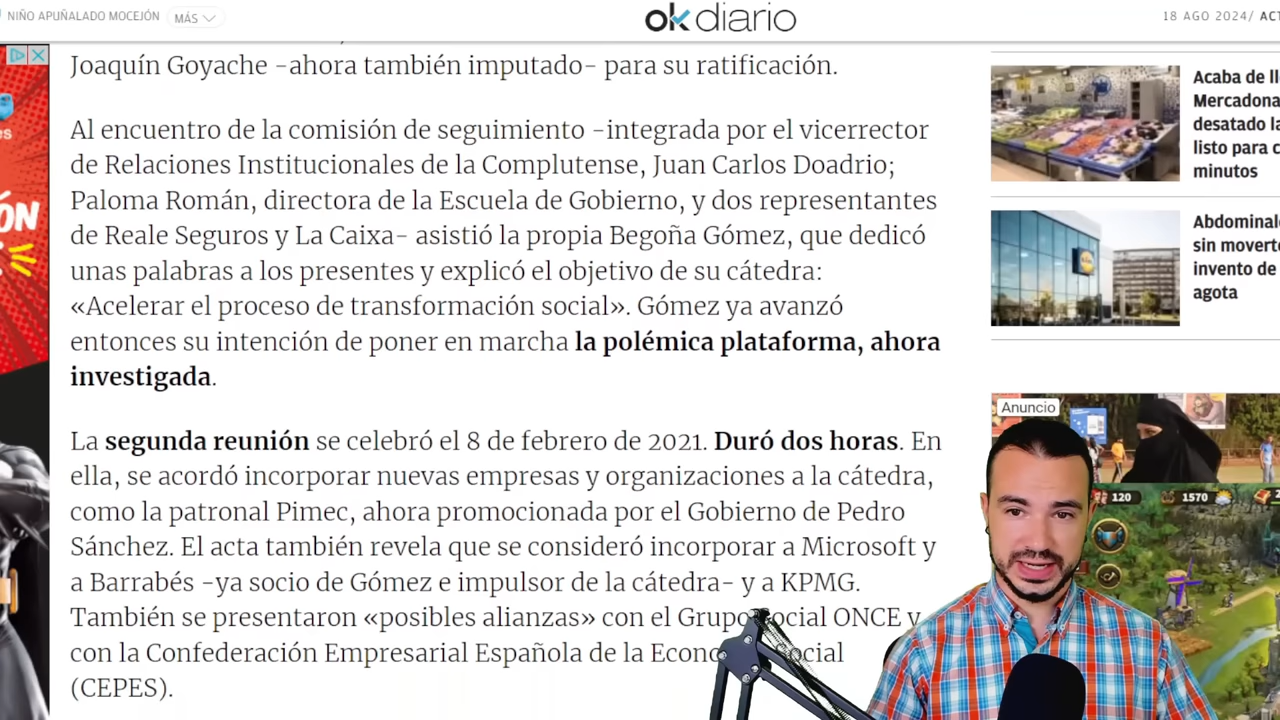 NIÑO APUÑALADO MOCEJÓN
MÁS
okdiario
18 AGO 2024/
Joaquín Goyache -ahora también imputado- para su ratificación.
Al encuentro de la comisión de seguimiento -integrada por el vicerrector
de Relaciones Institucionales de la Complutense, Juan Carlos Doadrio;
Paloma Román, directora de la Escuela de Gobierno, y dos representantes
de Reale Seguros y La Caixa- asistió la propia Begoña Gómez, que dedicó
unas palabras a los presentes y explicó el objetivo de su cátedra:
«Acelerar el proceso de transformación social». Gómez ya avanzó
entonces su intención de poner en marcha la polémica plataforma, ahora
investigada.
La segunda reunión se celebró el 8 de febrero de 2021. Duró dos horas. En
ella, se acordó incorporar nuevas empresas y organizaciones a la cátedra,
como la patronal Pimec, ahora promocionada por el Gobierno de Pedro
Sánchez. El acta también revela que se consideró incorporar a Microsoft y
a Barrabés -ya socio de Gómez e impulsor de la cátedra- y a KPMG.
También se presentaron «posibles alianzas» con el Grupo Social ONCE y
con la Confederación Empresarial Española de la Economía Social
(CEPES).
Acaba de
Mercadona
desatado
listo para
minutos
Abdominal
sin moverte
invento de
agota
Anuncio
120
1570